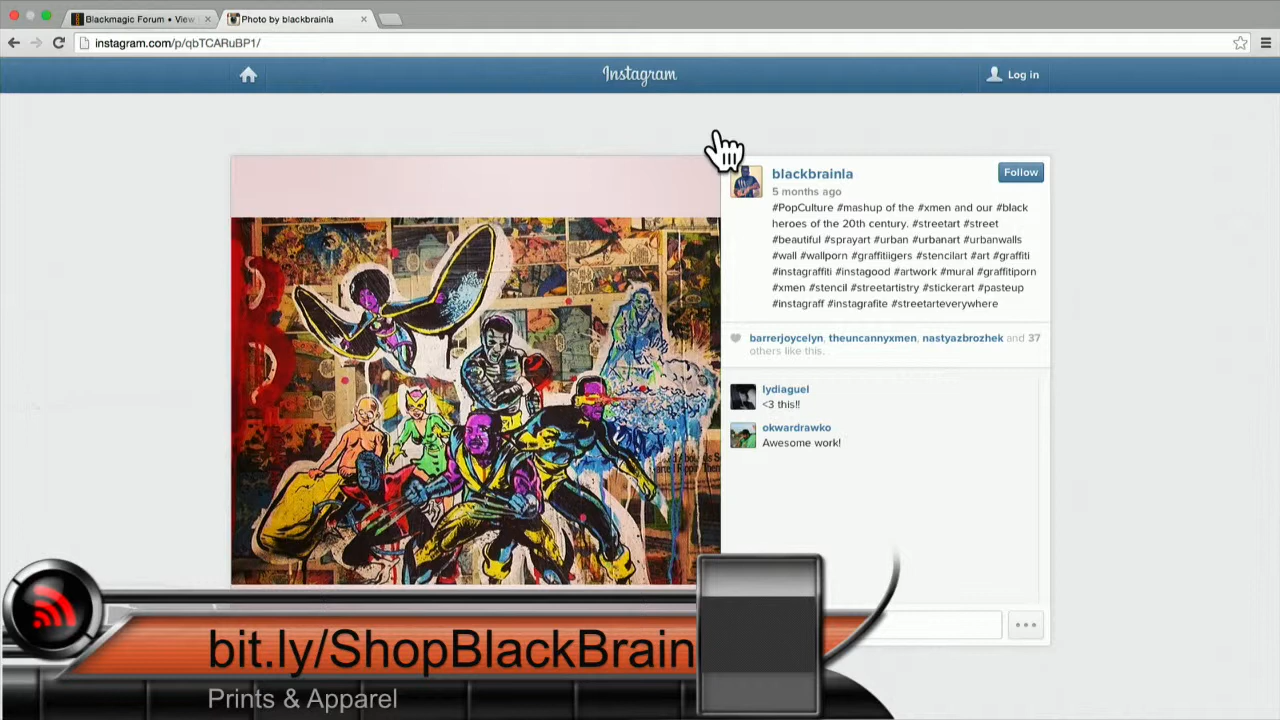 Blackmagic Forum • View
Photo by blackbrainla
instagram.com/p/qbTCARuBP1/
Instagram
Log in
blackbrainla
Follow
5 months ago
#PopCulture #mashup of the #xmen and our #black
heroes of the 20th century. #streetart #street
#beautiful #sprayart #urban #urbanart #urbanwalls
#wall #wallporn #graffitiigers #stencilart #art #graffiti
#instagraffiti #instagood #artwork #mural #graffitiporn
#xmen #stencil #streetartistry #stickerart #pasteup
#instagraff #instagrafite #streetarteverywhere
barrerjoycelyn, theuncannyxmen, nastyazbrozhek and 37
others like this.
lydiaguel
<3 this!!
okwardrawko
Awesome work!
bit.ly/ShopBlackBrain
Prints & Apparel